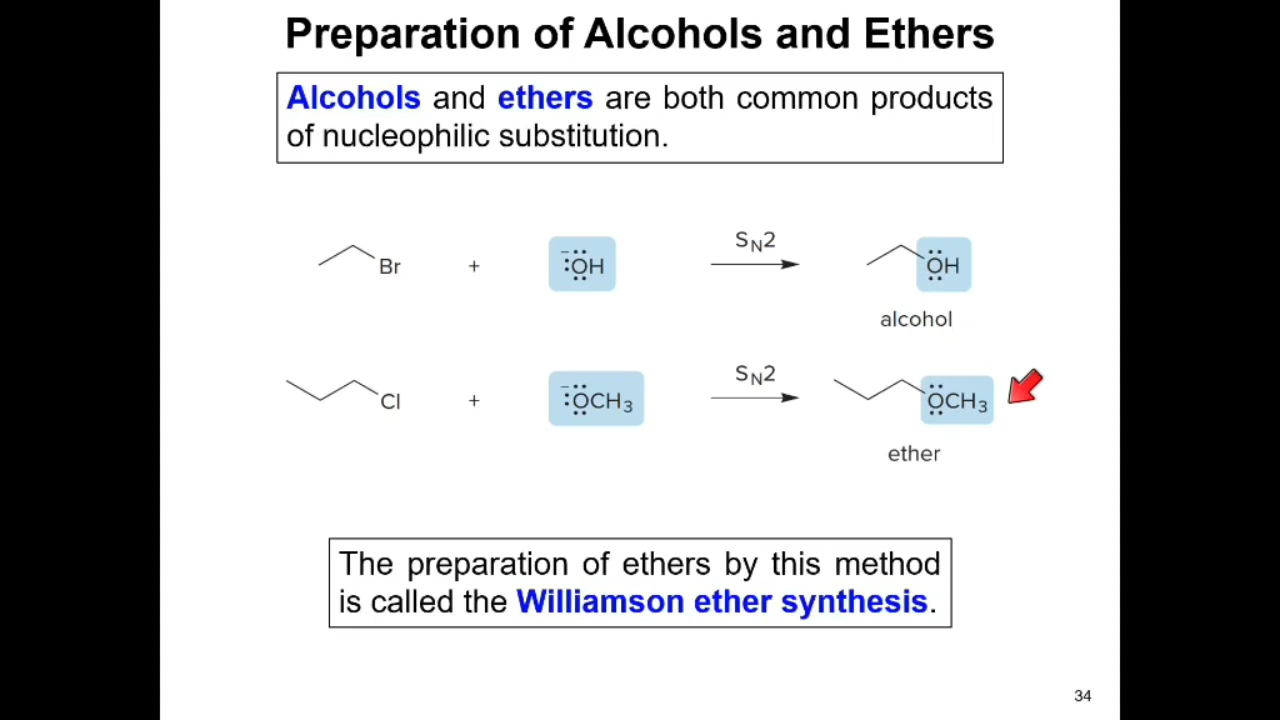 Preparation of Alcohols and Ethers
Alcohols and ethers are both common products
of nucleophilic substitution.
Br + −:ÖH SN2 ÖH
alcohol
Cl + −:ÖCH3 SN2 ÖCH3
ether
The preparation of ethers by this method
is called the Williamson ether synthesis.
34